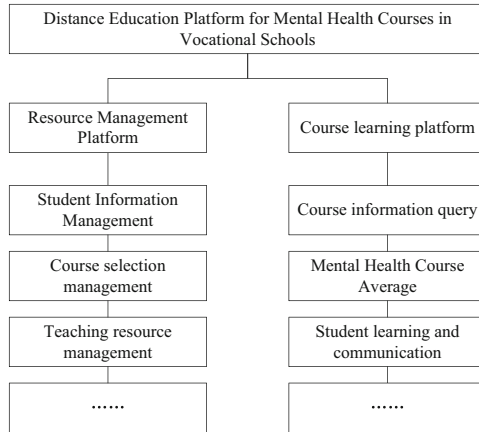 Distance Education Platform for Mental Health Courses in
Vocational Schools
Resource Management
Platform
Student Information
Management
Course selection
management
Teaching resource
management
......
Course learning platform
Course information query
Mental Health Course
Average
Student learning and
communication
......